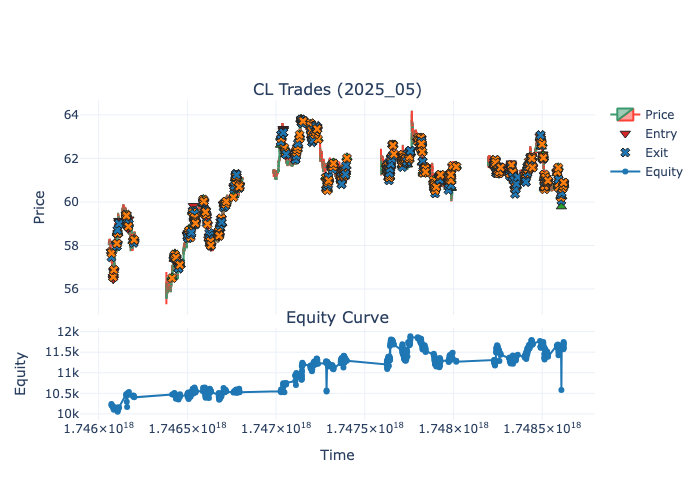 CL Trades (2025_05)
64
62
60
58
56
Price
Price
Entry
Exit
Equity
Equity Curve
12k
11.5k
11k
10.5k
10k
Equity
1.746×10¹⁸ 1.7465×10¹⁸ 1.747×10¹⁸ 1.7475×10¹⁸ 1.748×10¹⁸ 1.7485×10¹⁸
Time